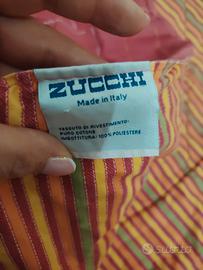 ZUCCHI
Made in Italy
TESSUTO DI RIVESTIMENTO:
PURO COTONE
IMBOTTITURA: 100% POLIESTERE
subito